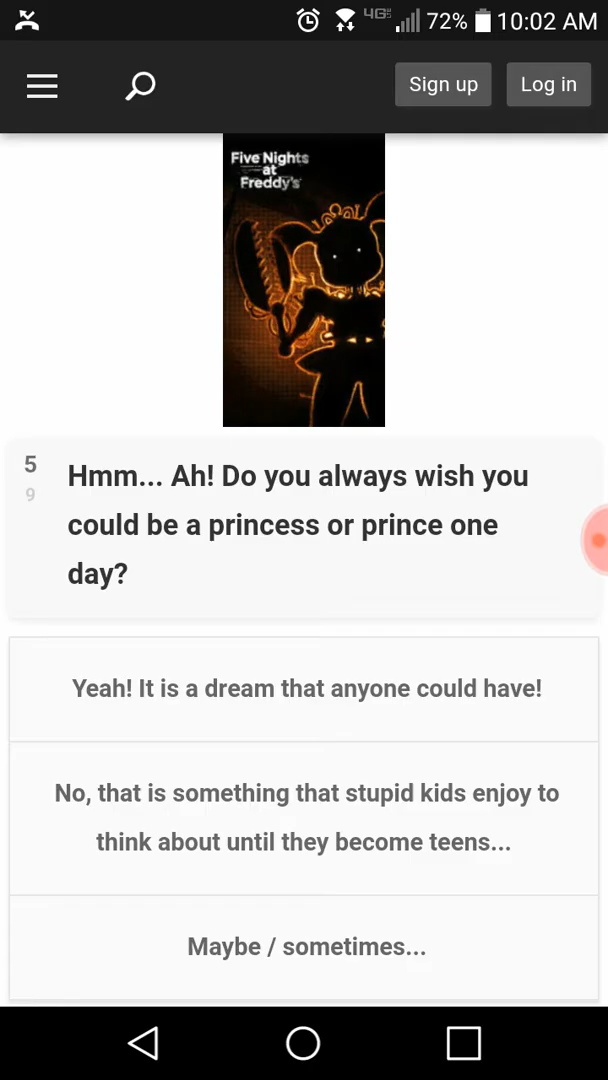 4G 72% 10:02 AM
Sign up Log in
Five Nights
at
Freddy's
5
9
Hmm... Ah! Do you always wish you
could be a princess or prince one
day?
Yeah! It is a dream that anyone could have!
No, that is something that stupid kids enjoy to
think about until they become teens...
Maybe / sometimes...